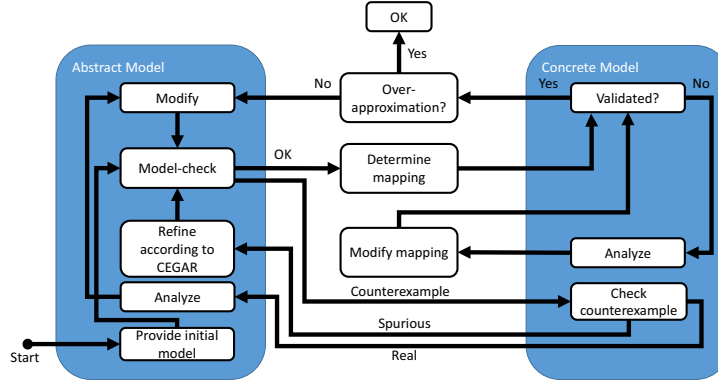 OK
Yes
Abstract Model
Concrete Model
No
Over-
approximation?
Yes
No
Modify
Validated?
Model-check
OK
Determine
mapping
Refine
according to
CEGAR
Modify mapping
Analyze
Analyze
Counterexample
Check
counterexample
Spurious
Provide initial
model
Start
Real